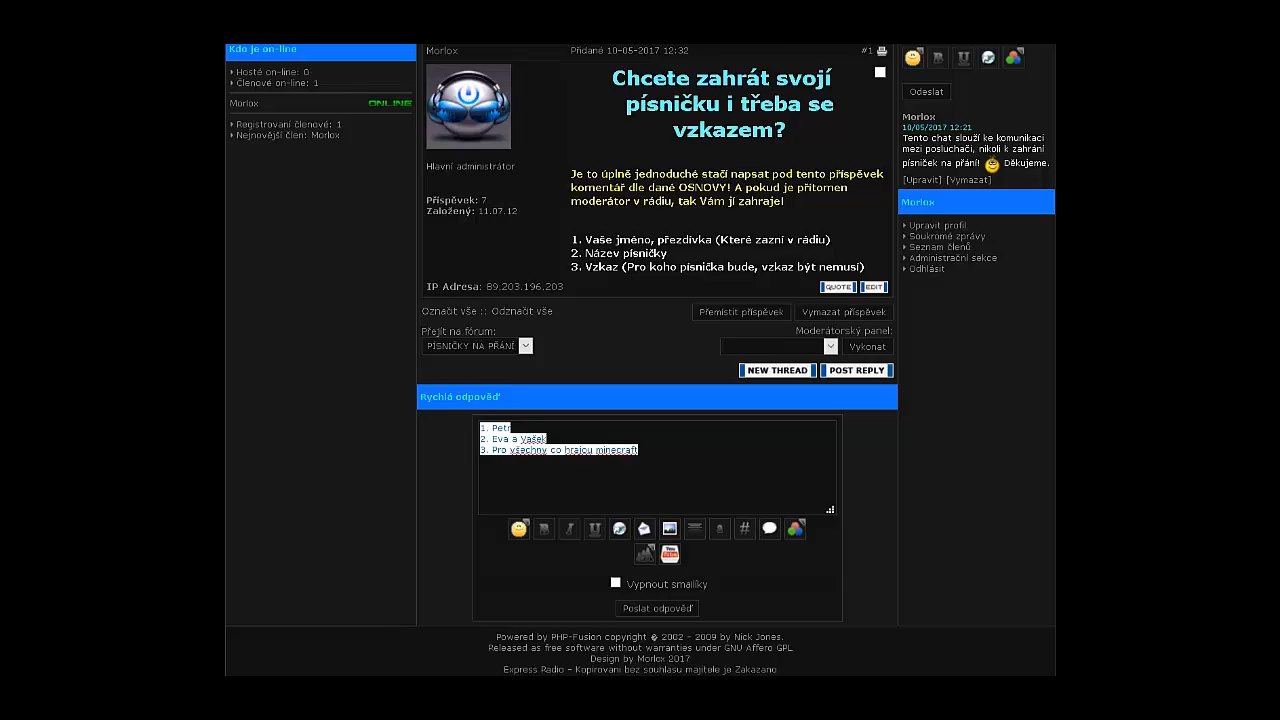 Kdo je on-line
Hosté on-line: 0
Členové on-line: 1
Morlox ONLINE
Registrovaní členové: 1
Nejnovější člen: Morlox
Morlox Přidané 10-05-2017 12:32 #1
Chcete zahrát svojí
písničku i třeba se
vzkazem?
Hlavní administrátor
Příspěvek: 7
Založený: 11.07.12
Je to úplně jednoduché stačí napsat pod tento příspěvek
komentář dle dané OSNOVY! A pokud je přítomen
moderátor v rádiu, tak Vám jí zahraje!
1. Vaše jméno, přezdívka (Které zazní v rádiu)
2. Název písničky
3. Vzkaz (Pro koho písnička bude, vzkaz být nemusí)
IP Adresa: 89.203.196.203 QUOTE EDIT
Označit vše :: Odznačit vše Přemístit příspěvek Vymazat příspěvek
Přejít na fórum: Moderátorský panel:
PÍSNIČKY NA PŘÁNÍ Vykonat
NEW THREAD POST REPLY
Rychlá odpověď
1. Petr
2. Eva a Vašek
3. Pro všechny co hrajou minecraft
B I U a #
You Tube
Vypnout smailíky
Poslat odpověď
B U
Odeslat
Morlox
10/05/2017 12:21
Tento chat slouží ke komunikaci
mezi posluchači, nikoli k zahrání
písniček na přání! Děkujeme.
[Upravit] [Vymazat]
Morlox
Upravit profil
Soukromé zprávy
Seznam členů
Administrační sekce
Odhlásit
Powered by PHP-Fusion copyright � 2002 - 2009 by Nick Jones.
Released as free software without warranties under GNU Affero GPL
Design by Morlox 2017
Express Radio - Kopirovani bez souhlasu majitele je Zakazano